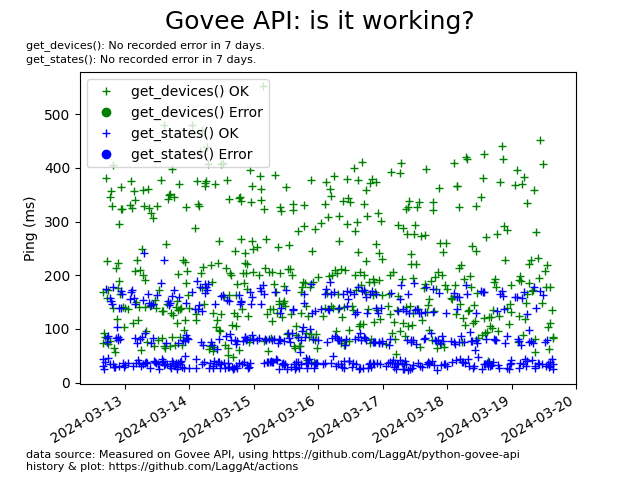 Govee API: is it working?
get_devices(): No recorded error in 7 days.
get_states(): No recorded error in 7 days.
get_devices() OK
get_devices() Error
get_states() OK
get_states() Error
Ping (ms)
500
400
300
200
100
0
2024-03-13
2024-03-14
2024-03-15
2024-03-16
2024-03-17
2024-03-18
2024-03-19
2024-03-20
data source: Measured on Govee API, using https://github.com/LaggAt/python-govee-api
history & plot: https://github.com/LaggAt/actions